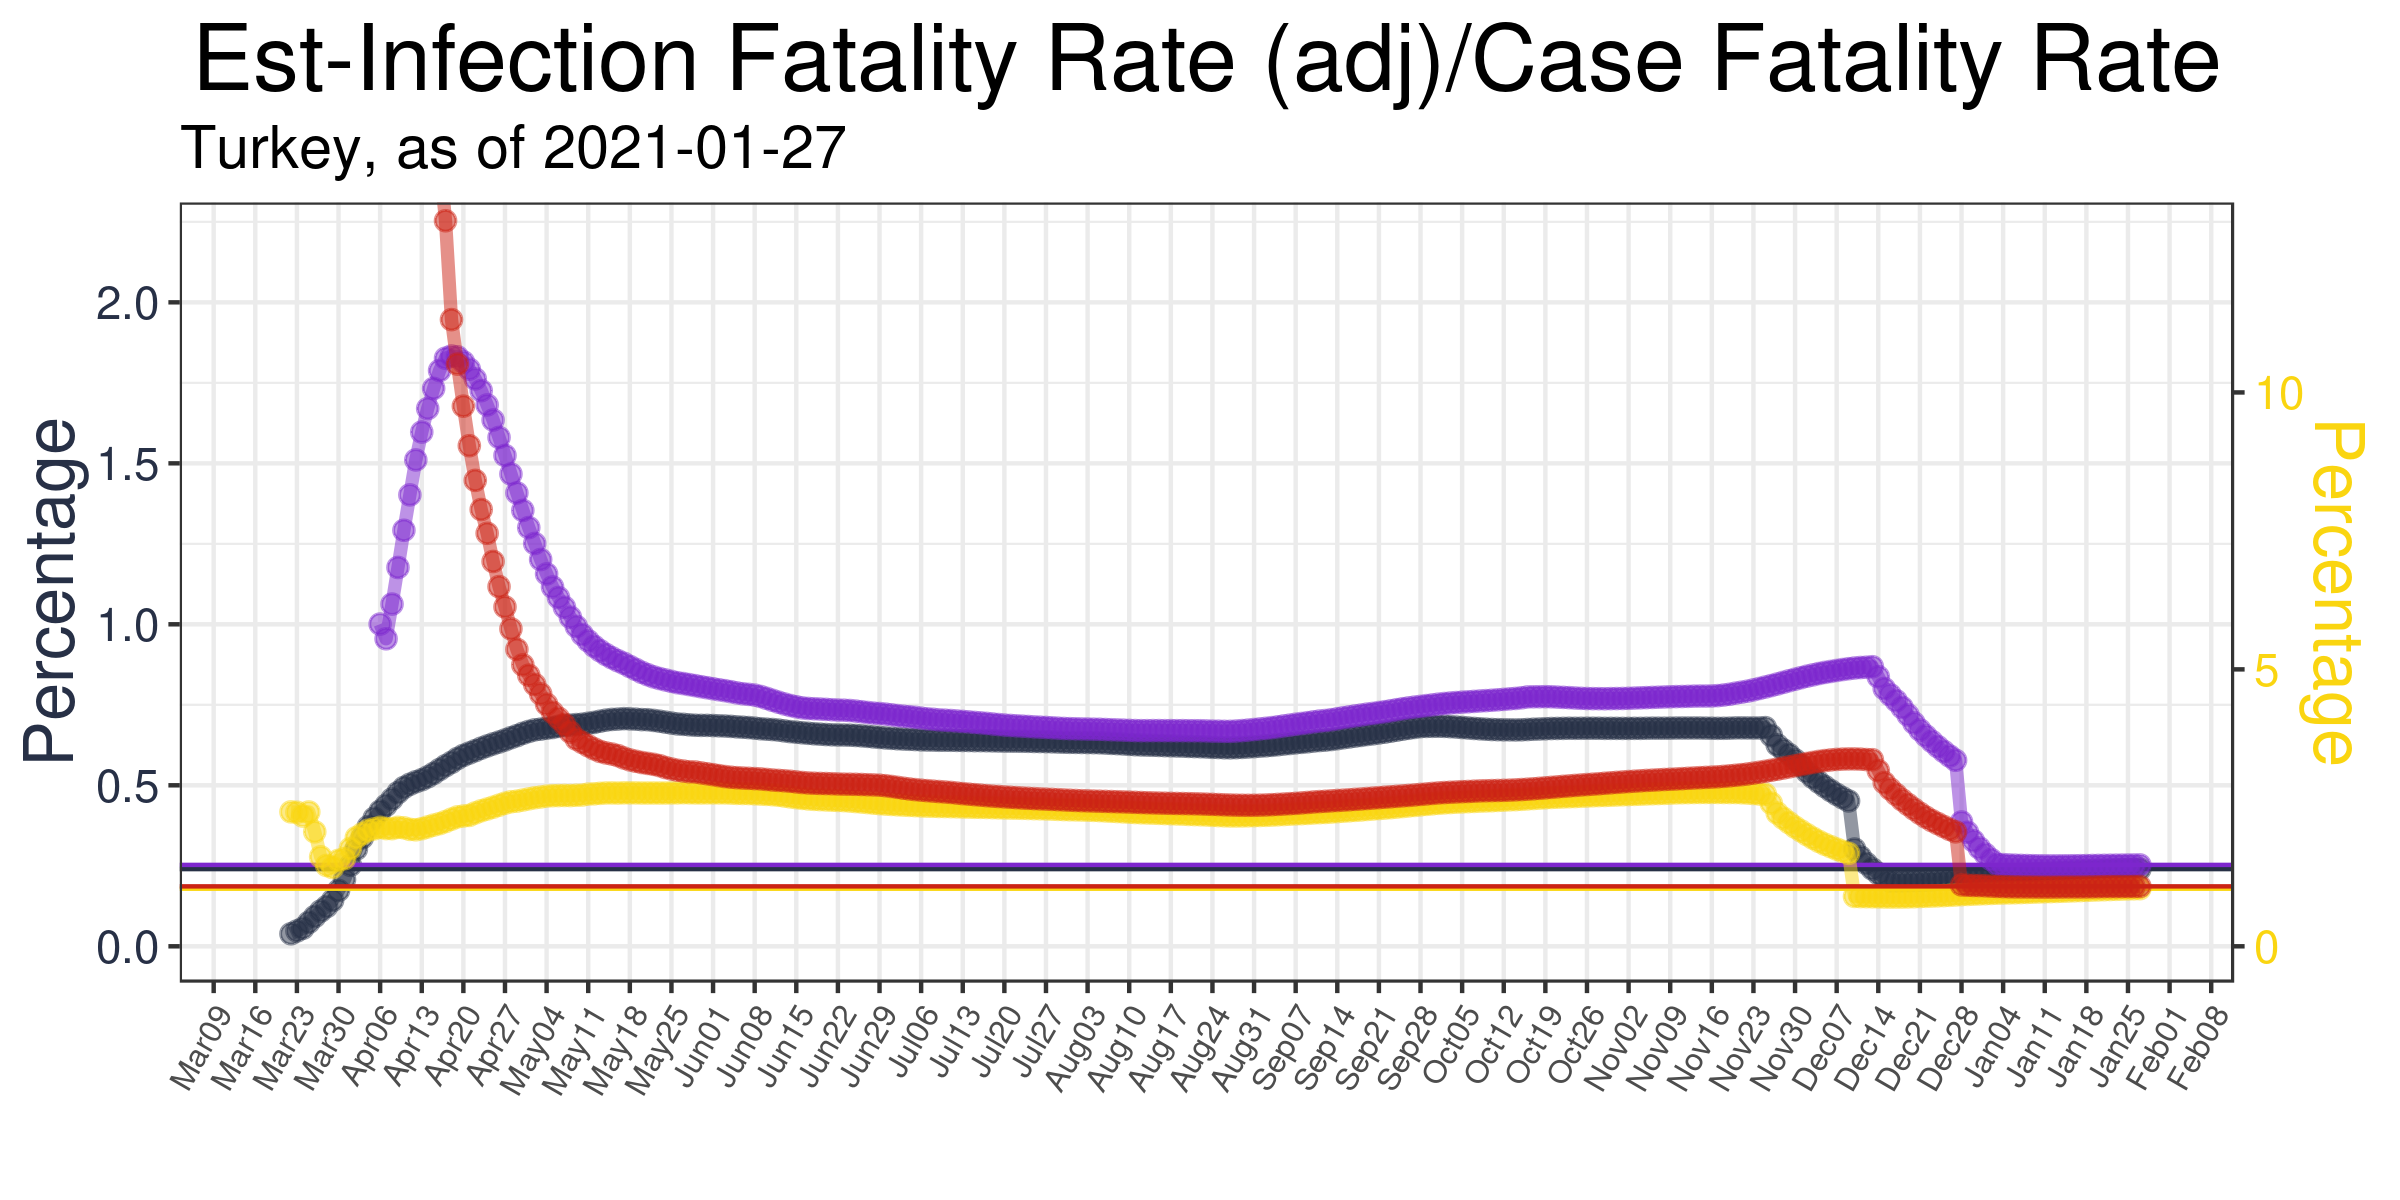 Est-Infection Fatality Rate (adj)/Case Fatality Rate
Turkey, as of 2021-01-27
Percentage
2.0
1.5
1.0
0.5
0.0
10
5
0
Percentage
Mar09
Mar16
Mar23
Mar30
Apr06
Apr13
Apr20
Apr27
May04
May11
May18
May25
Jun01
Jun08
Jun15
Jun22
Jun29
Jul06
Jul13
Jul20
Jul27
Aug03
Aug10
Aug17
Aug24
Aug31
Sep07
Sep14
Sep21
Sep28
Oct05
Oct12
Oct19
Oct26
Nov02
Nov09
Nov16
Nov23
Nov30
Dec07
Dec14
Dec21
Dec28
Jan04
Jan11
Jan18
Jan25
Feb01
Feb08